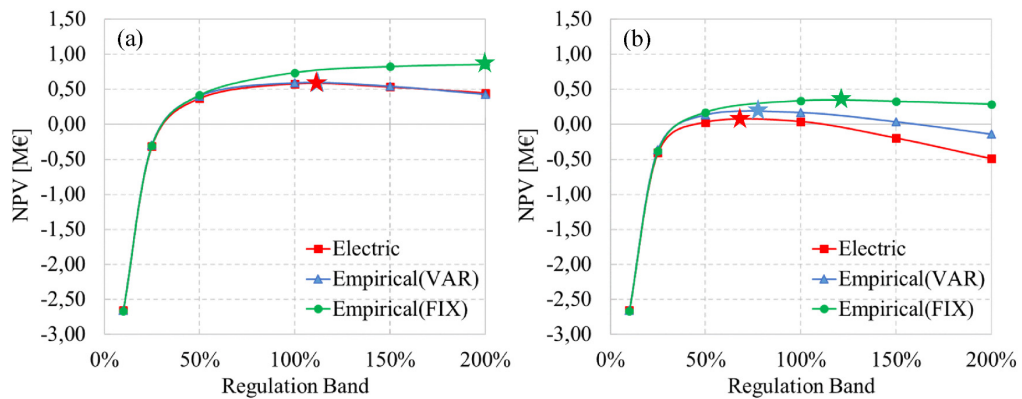 (a)
NPV [M€]
1,50
1,00
0,50
0,00
-0,50
-1,00
-1,50
-2,00
-2,50
-3,00
Electric
Empirical(VAR)
Empirical(FIX)
0% 50% 100% 150% 200%
Regulation Band
(b)
NPV [M€]
1,50
1,00
0,50
0,00
-0,50
-1,00
-1,50
-2,00
-2,50
-3,00
Electric
Empirical(VAR)
Empirical(FIX)
0% 50% 100% 150% 200%
Regulation Band